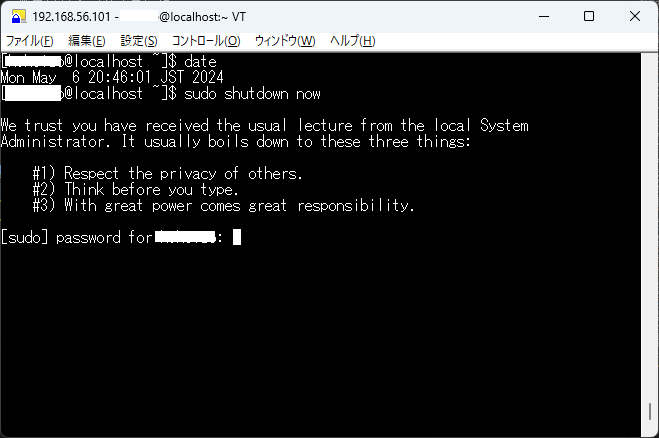 192.168.56.101 - @localhost:~ VT
ファイル(F) 編集(E) 設定(S) コントロール(O) ウィンドウ(W) ヘルプ(H)
[@localhost ~]$ date
Mon May  6 20:46:01 JST 2024
[@localhost ~]$ sudo shutdown now
We trust you have received the usual lecture from the local System
Administrator. It usually boils down to these three things:
#1) Respect the privacy of others.
#2) Think before you type.
#3) With great power comes great responsibility.
[sudo] password for :